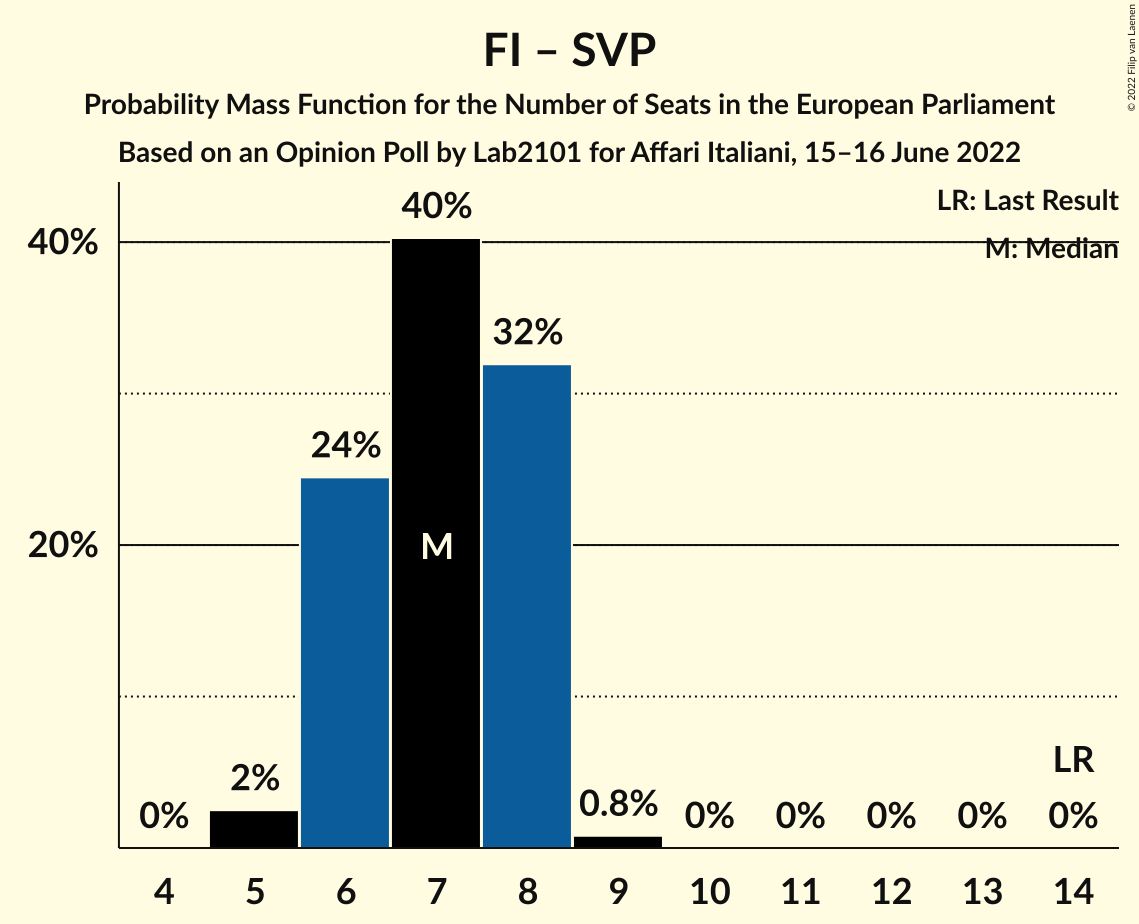 FI – SVP
Probability Mass Function for the Number of Seats in the European Parliament
Based on an Opinion Poll by Lab2101 for Affari Italiani, 15–16 June 2022
© 2022 Filip van Laenen
LR: Last Result
M: Median
40%
20%
0%
2%
24%
40%
32%
0.8%
0%
0%
0%
0%
0%
M
LR
4 5 6 7 8 9 10 11 12 13 14